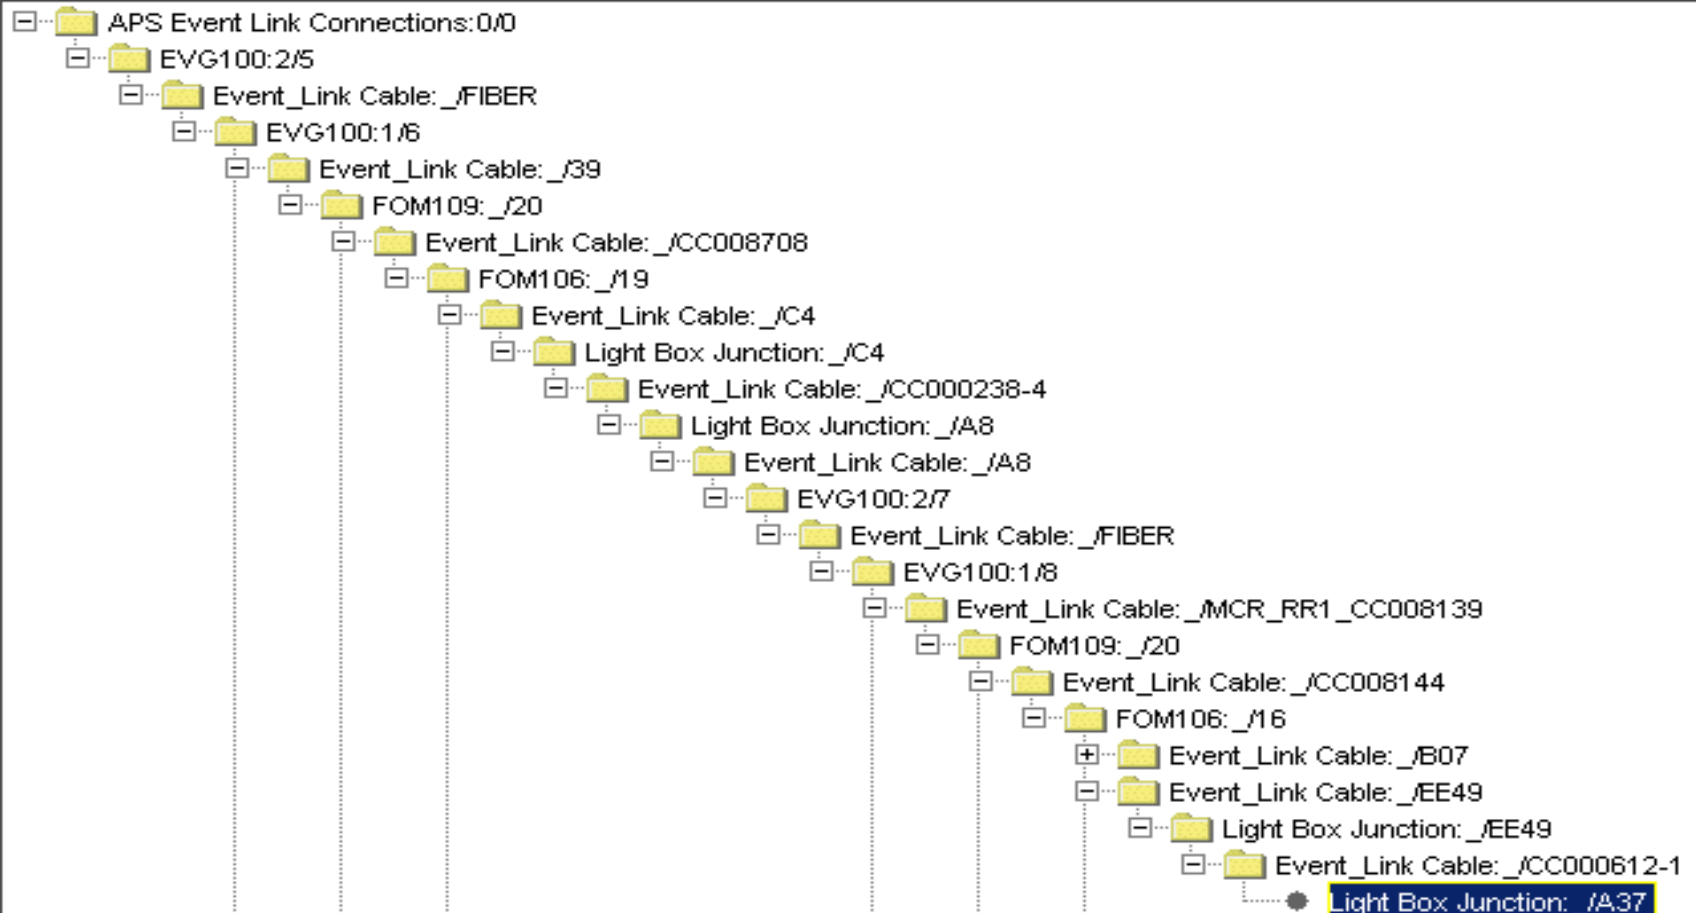 APS Event Link Connections:0/0
EVG100:2/5
Event_Link Cable:_/FIBER
EVG100:1/6
Event_Link Cable:_/39
FOM109:_/20
Event_Link Cable:_/CC008708
FOM106:_/19
Event_Link Cable:_/C4
Light Box Junction:_/C4
Event_Link Cable:_/CC000238-4
Light Box Junction:_/A8
Event_Link Cable:_/A8
EVG100:2/7
Event_Link Cable:_/FIBER
EVG100:1/8
Event_Link Cable:_/MCR_RR1_CC008139
FOM109:_/20
Event_Link Cable:_/CC008144
FOM106:_/16
Event_Link Cable:_/B07
Event_Link Cable:_/EE49
Light Box Junction:_/EE49
Event_Link Cable:_/CC000612-1
Light Box Junction:_/A37